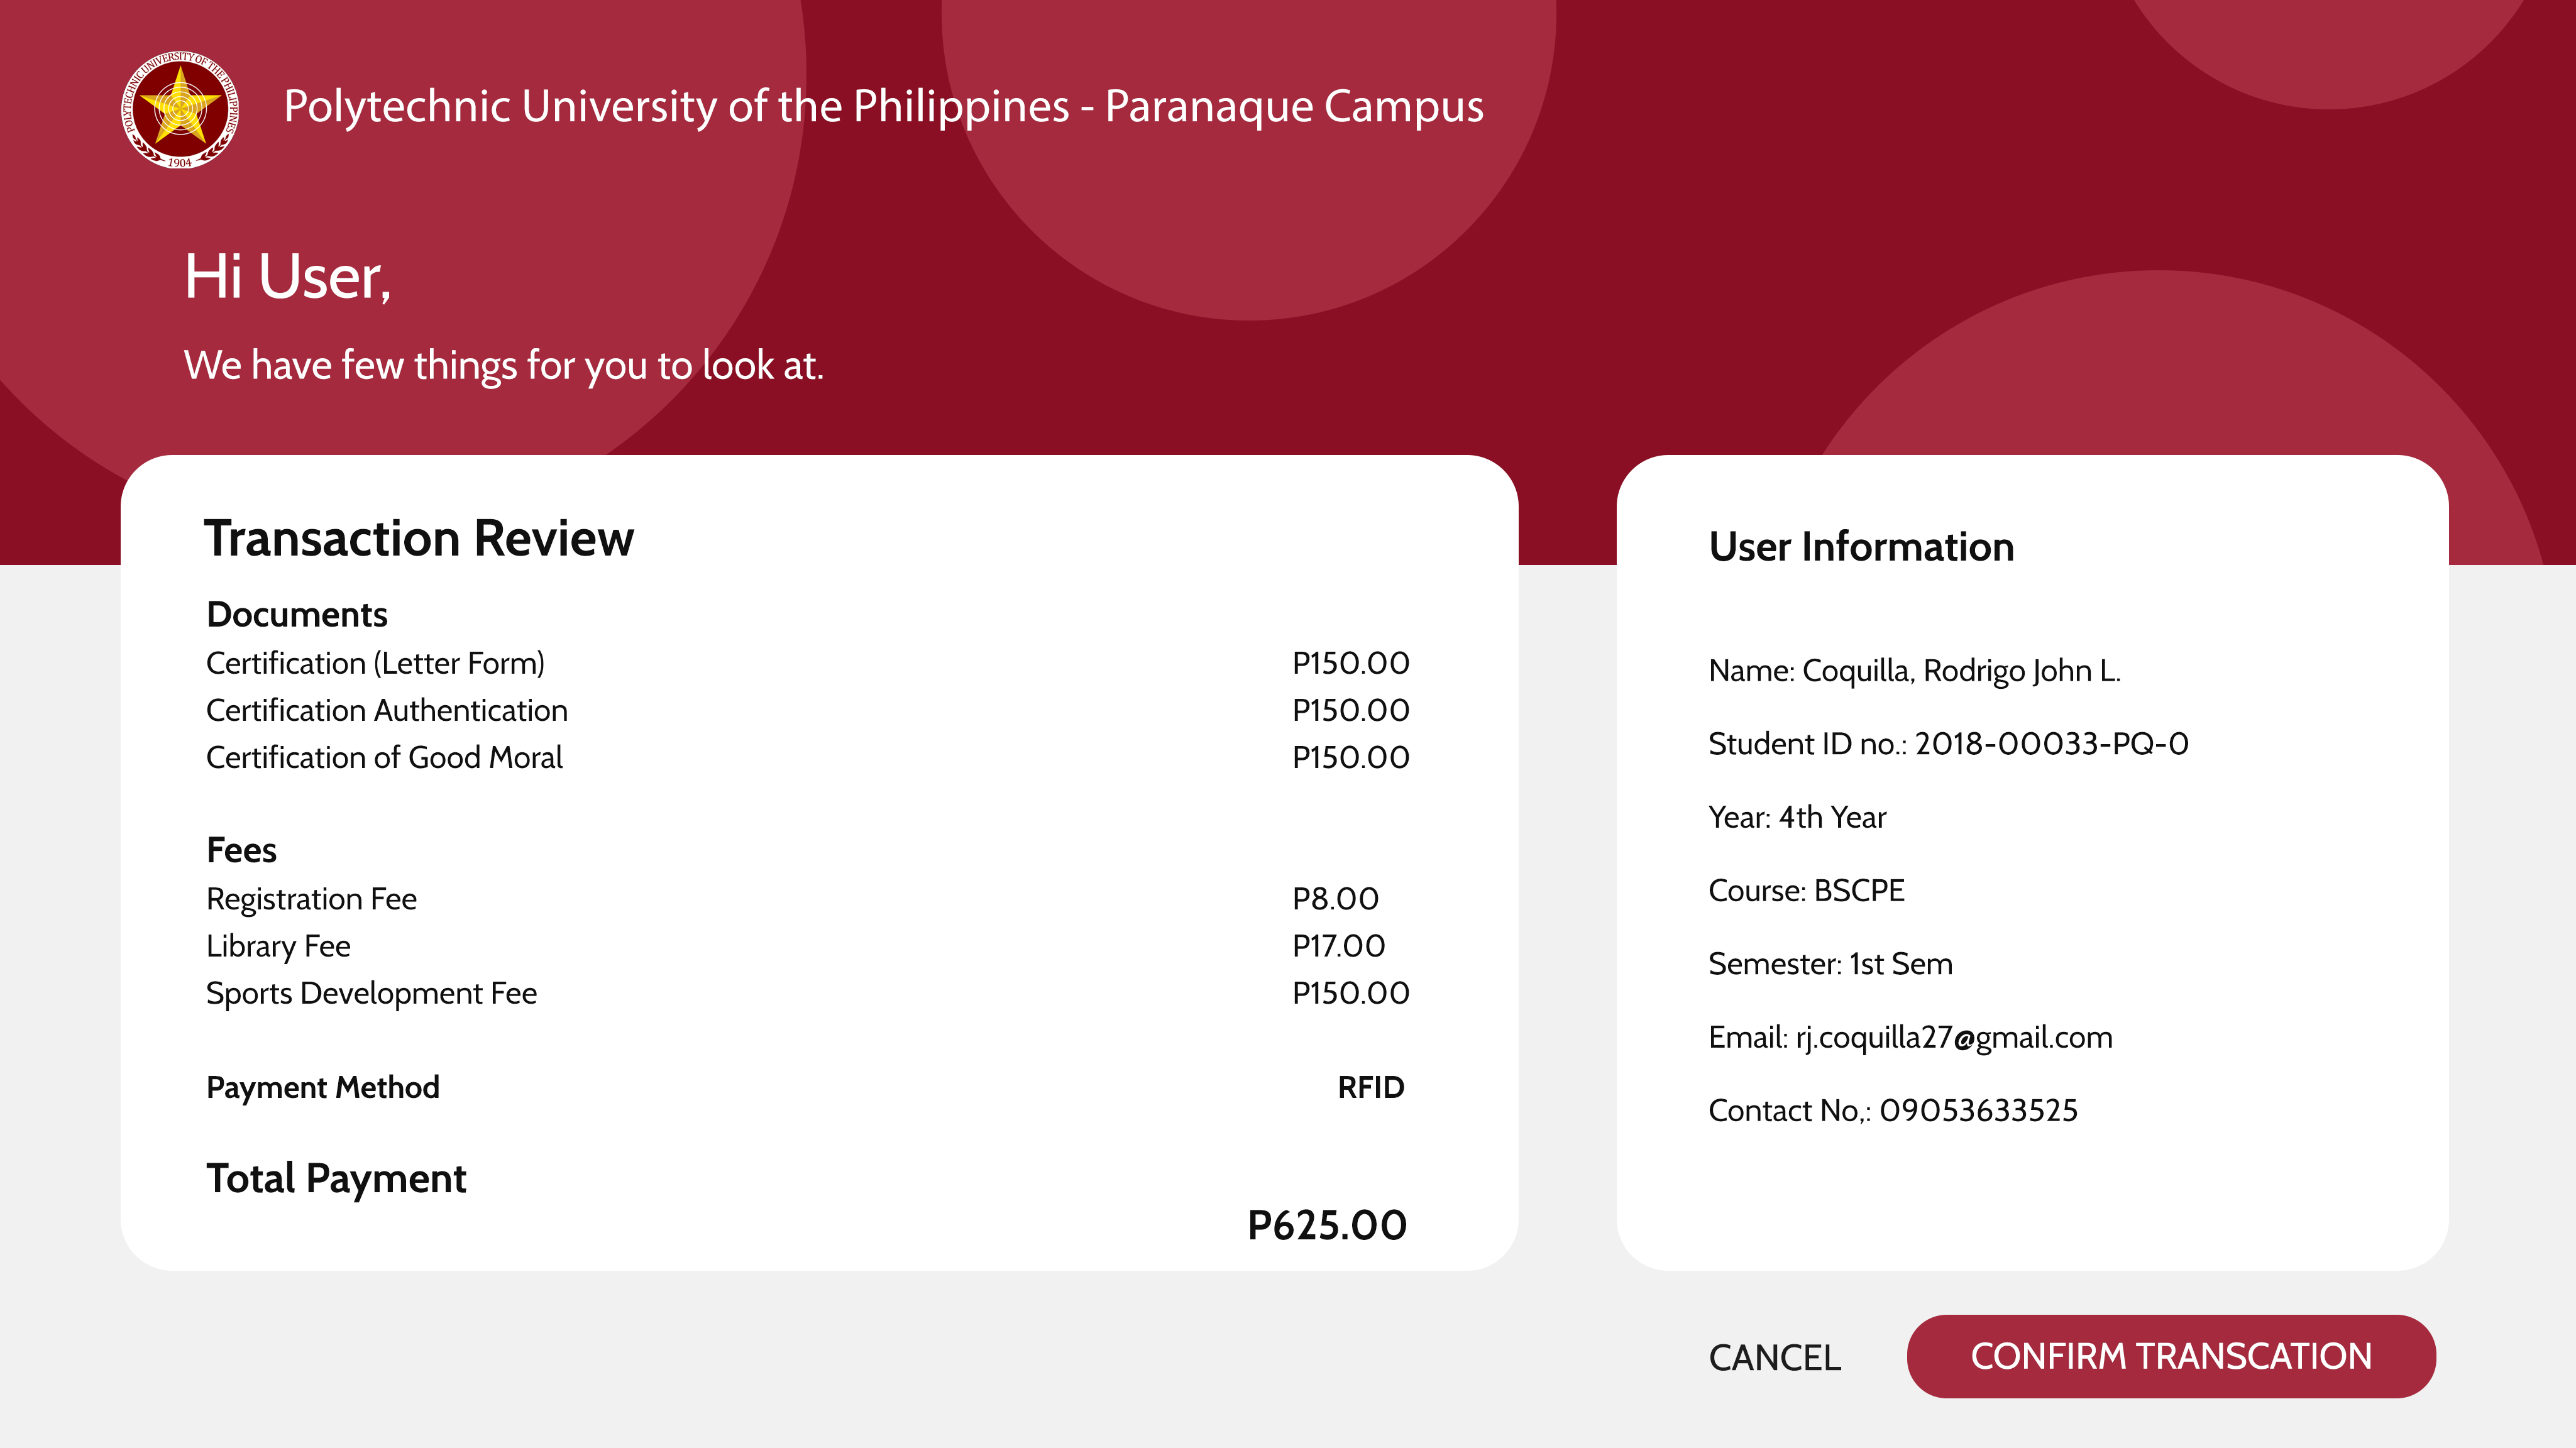 POLYTECHNIC UNIVERSITY OF THE PHILIPPINES
1904
Polytechnic University of the Philippines - Paranaque Campus
Hi User,
We have few things for you to look at.
Transaction Review
Documents
Certification (Letter Form) P150.00
Certification Authentication P150.00
Certification of Good Moral P150.00
Fees
Registration Fee P8.00
Library Fee P17.00
Sports Development Fee P150.00
Payment Method RFID
Total Payment
P625.00
User Information
Name: Coquilla, Rodrigo John L.
Student ID no.: 2018-00033-PQ-0
Year: 4th Year
Course: BSCPE
Semester: 1st Sem
Email: rj.coquilla27@gmail.com
Contact No,: 09053633525
CANCEL
CONFIRM TRANSCATION